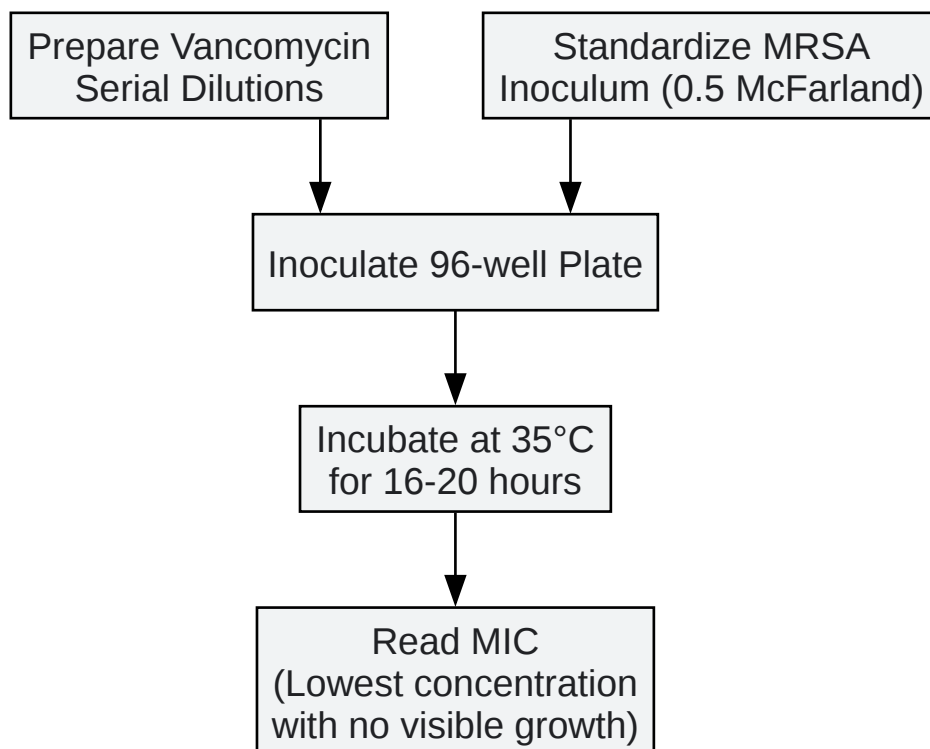 Prepare Vancomycin
Serial Dilutions
Standardize MRSA
Inoculum (0.5 McFarland)
Inoculate 96-well Plate
Incubate at 35°C
for 16-20 hours
Read MIC
(Lowest concentration
with no visible growth)